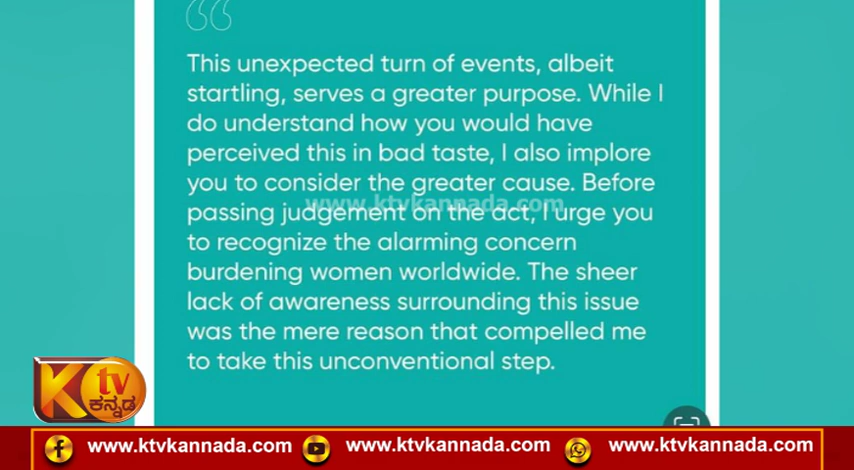 This unexpected turn of events, albeit
startling, serves a greater purpose. While I
do understand how you would have
perceived this in bad taste, I also implore
you to consider the greater cause. Before
www.ktvkannada.com
passing judgement on the act, I urge you
to recognize the alarming concern
burdening women worldwide. The sheer
lack of awareness surrounding this issue
was the mere reason that compelled me
to take this unconventional step.
K tv
ಕನ್ನಡ
www.ktvkannada.com www.ktvkannada.com www.ktvkannada.com